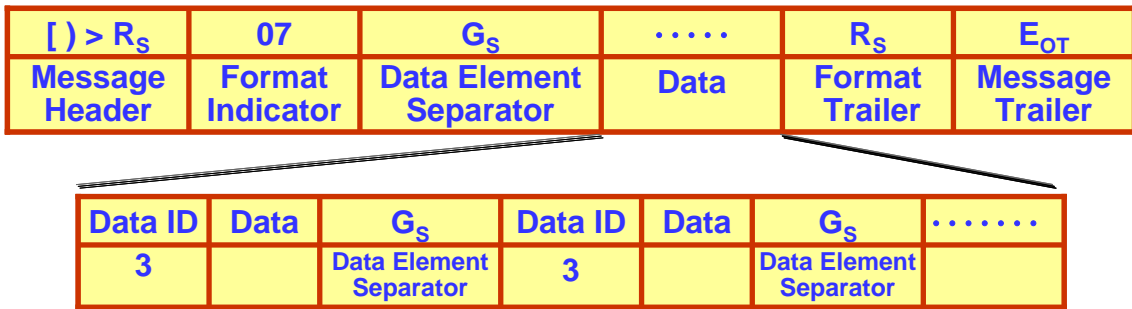 [ ) > RS 07 GS ..... RS EOT
Message Header Format Indicator Data Element Separator Data Format Trailer Message Trailer
Data ID Data GS Data ID Data GS .......
3 Data Element Separator 3 Data Element Separator